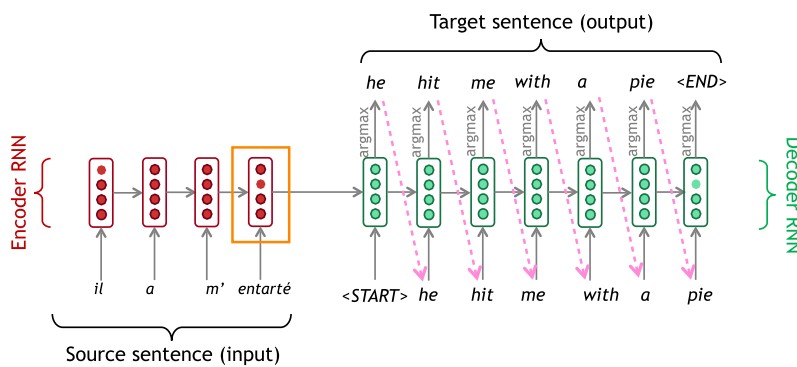 Target sentence (output)
he hit me with a pie <END>
argmax argmax argmax argmax argmax argmax argmax
Encoder RNN
Decoder RNN
il a m’ entarté
<START> he hit me with a pie
Source sentence (input)